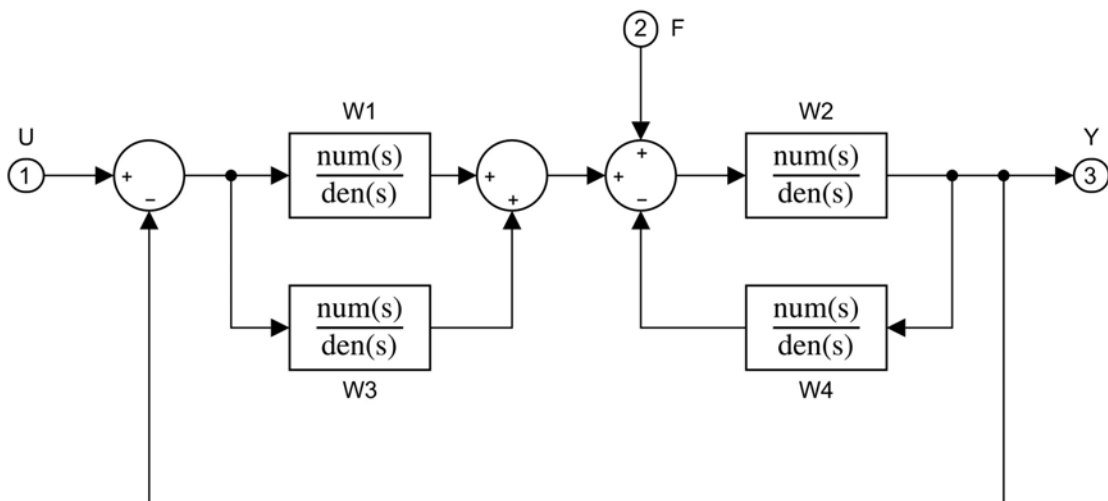 2 F
W1
W2
U
Y
1
+
−
num(s)
den(s)
+
+
+
+
−
num(s)
den(s)
3
num(s)
den(s)
num(s)
den(s)
W3
W4